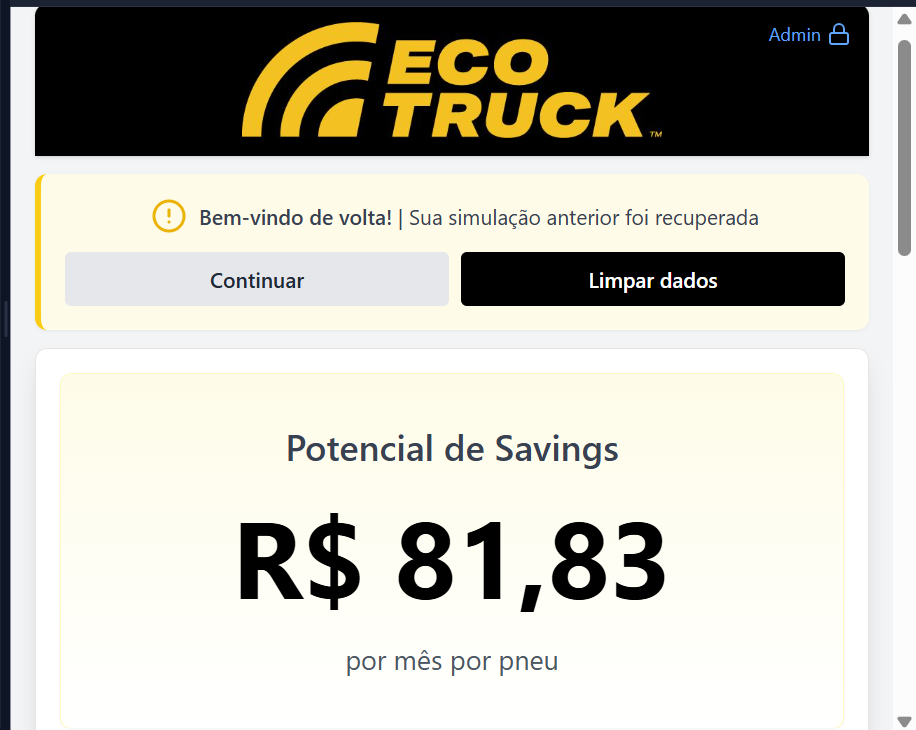 Admin
ECO
TRUCK™
Bem-vindo de volta! | Sua simulação anterior foi recuperada
Continuar
Limpar dados
Potencial de Savings
R$ 81,83
por mês por pneu